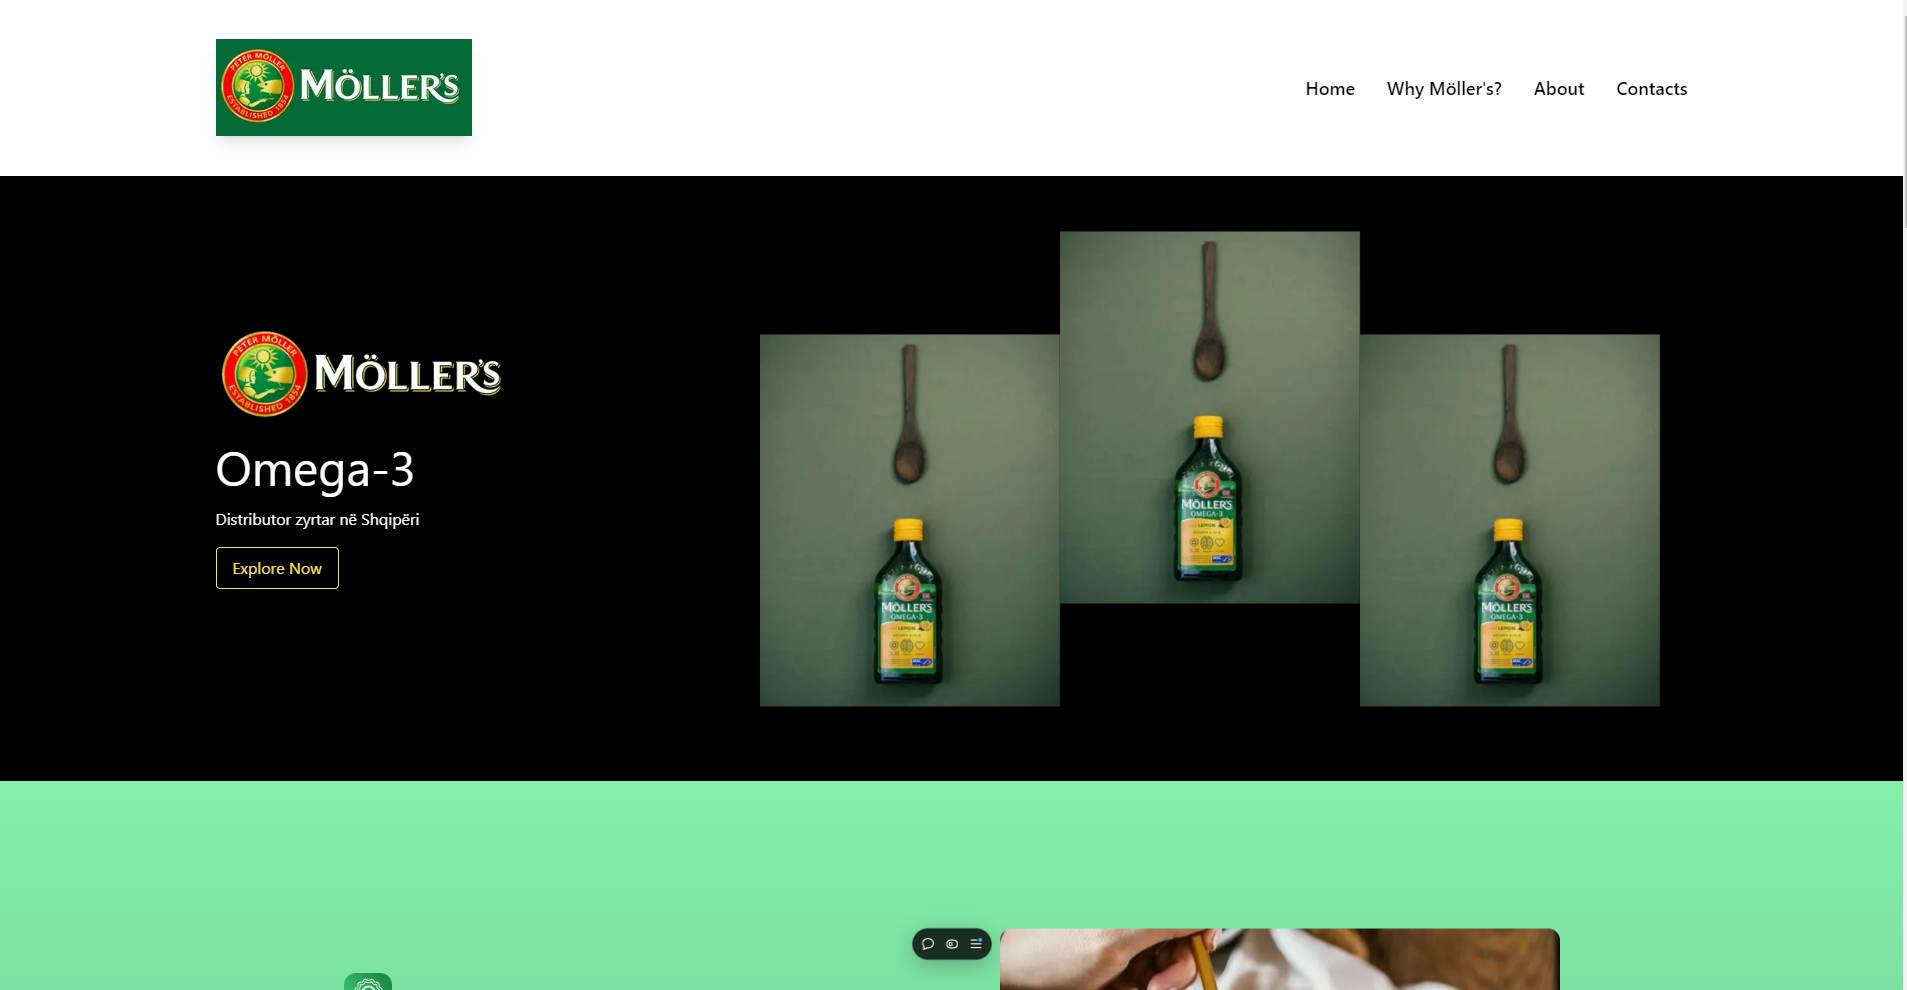 PETER MÖLLER
ESTABLISHED 1854
MÖLLER'S
Home
Why Möller's?
About
Contacts
PETER MÖLLER
ESTABLISHED 1854
MÖLLER'S
Omega-3
Distributor zyrtar në Shqipëri
Explore Now
MÖLLER'S
OMEGA-3
LEMON
MÖLLER'S
OMEGA-3
LEMON
MÖLLER'S
OMEGA-3
LEMON